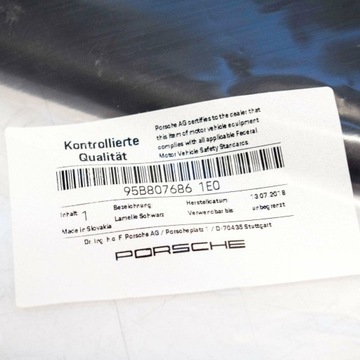 Kontrollierte
Qualität
Porsche AG certifies to the dealer that
this item of motor vehicle equipment
complies with all applicable Federal
Motor Vehicle Safety Standards
95B807686 1E0
Inhalt 1 Bezeichnung Herstelldatum 13.07.2018
Lamelle Schwarz Verwendbar bis unbegrenzt
Made in Slovakia
Dr. Ing. h.c. F. Porsche AG / Porscheplatz 1 / D-70435 Stuttgart
PORSCHE